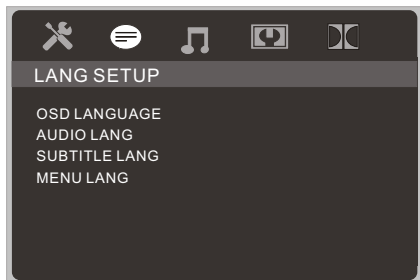 LANG SETUP
OSD LANGUAGE
AUDIO LANG
SUBTITLE LANG
MENU LANG